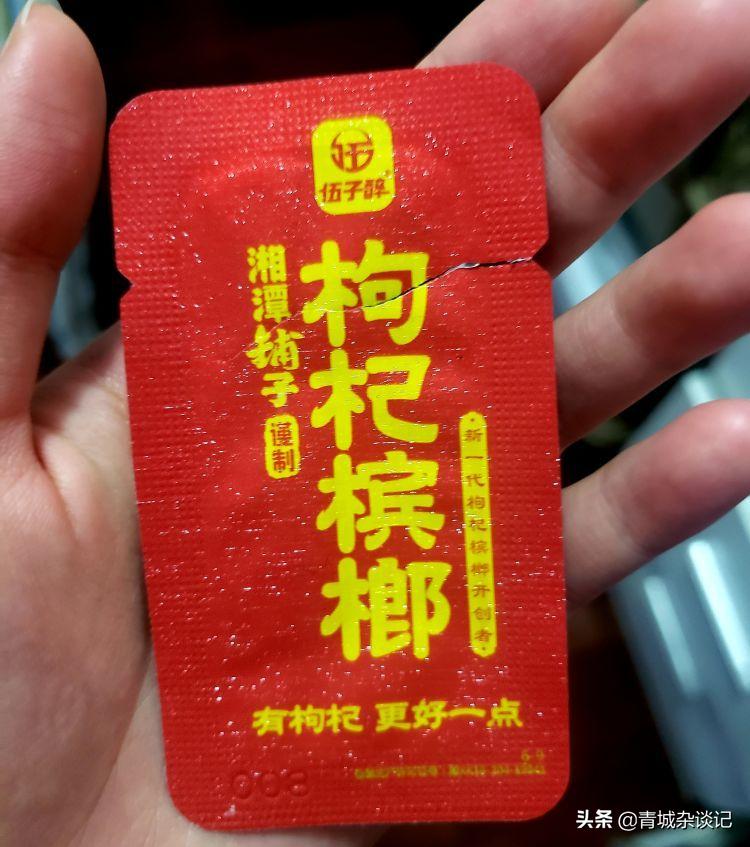 伍子醉
湘潭铺子
谨制
枸杞槟榔
新一代枸杞槟榔开创者
有枸杞 更好一点
头条 @青城杂谈记